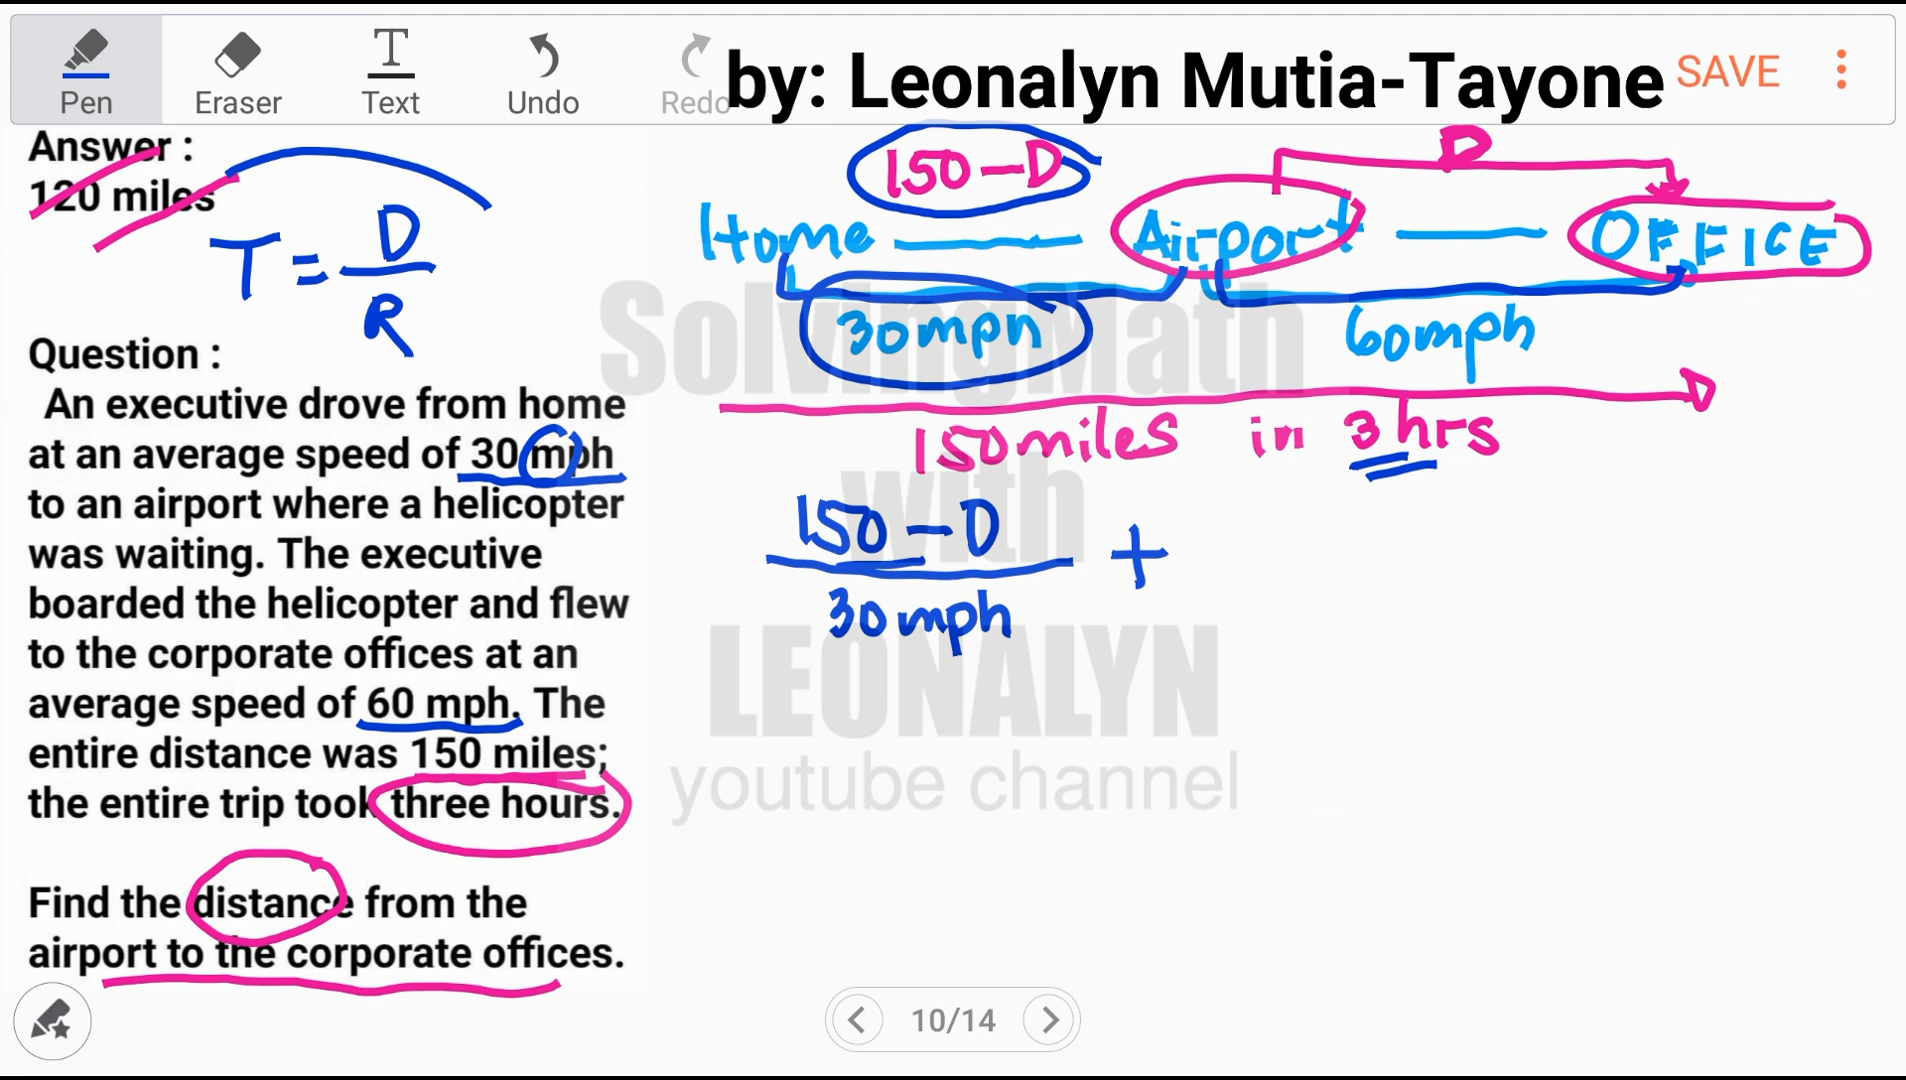 Pen
Eraser
Text
Undo
Redo
by: Leonalyn Mutia-Tayone
SAVE
Answer :
120 miles
T = D
R
150 - D
D
Home
Airport
OFFICE
30 mph
60mph
150 miles in 3 hrs
150 - D +
30 mph
Question :
An executive drove from home
at an average speed of 30 mph
to an airport where a helicopter
was waiting. The executive
boarded the helicopter and flew
to the corporate offices at an
average speed of 60 mph. The
entire distance was 150 miles;
the entire trip took three hours.
Find the distance from the
airport to the corporate offices.
SolvingMath
with
LEONALYN
youtube channel
10/14